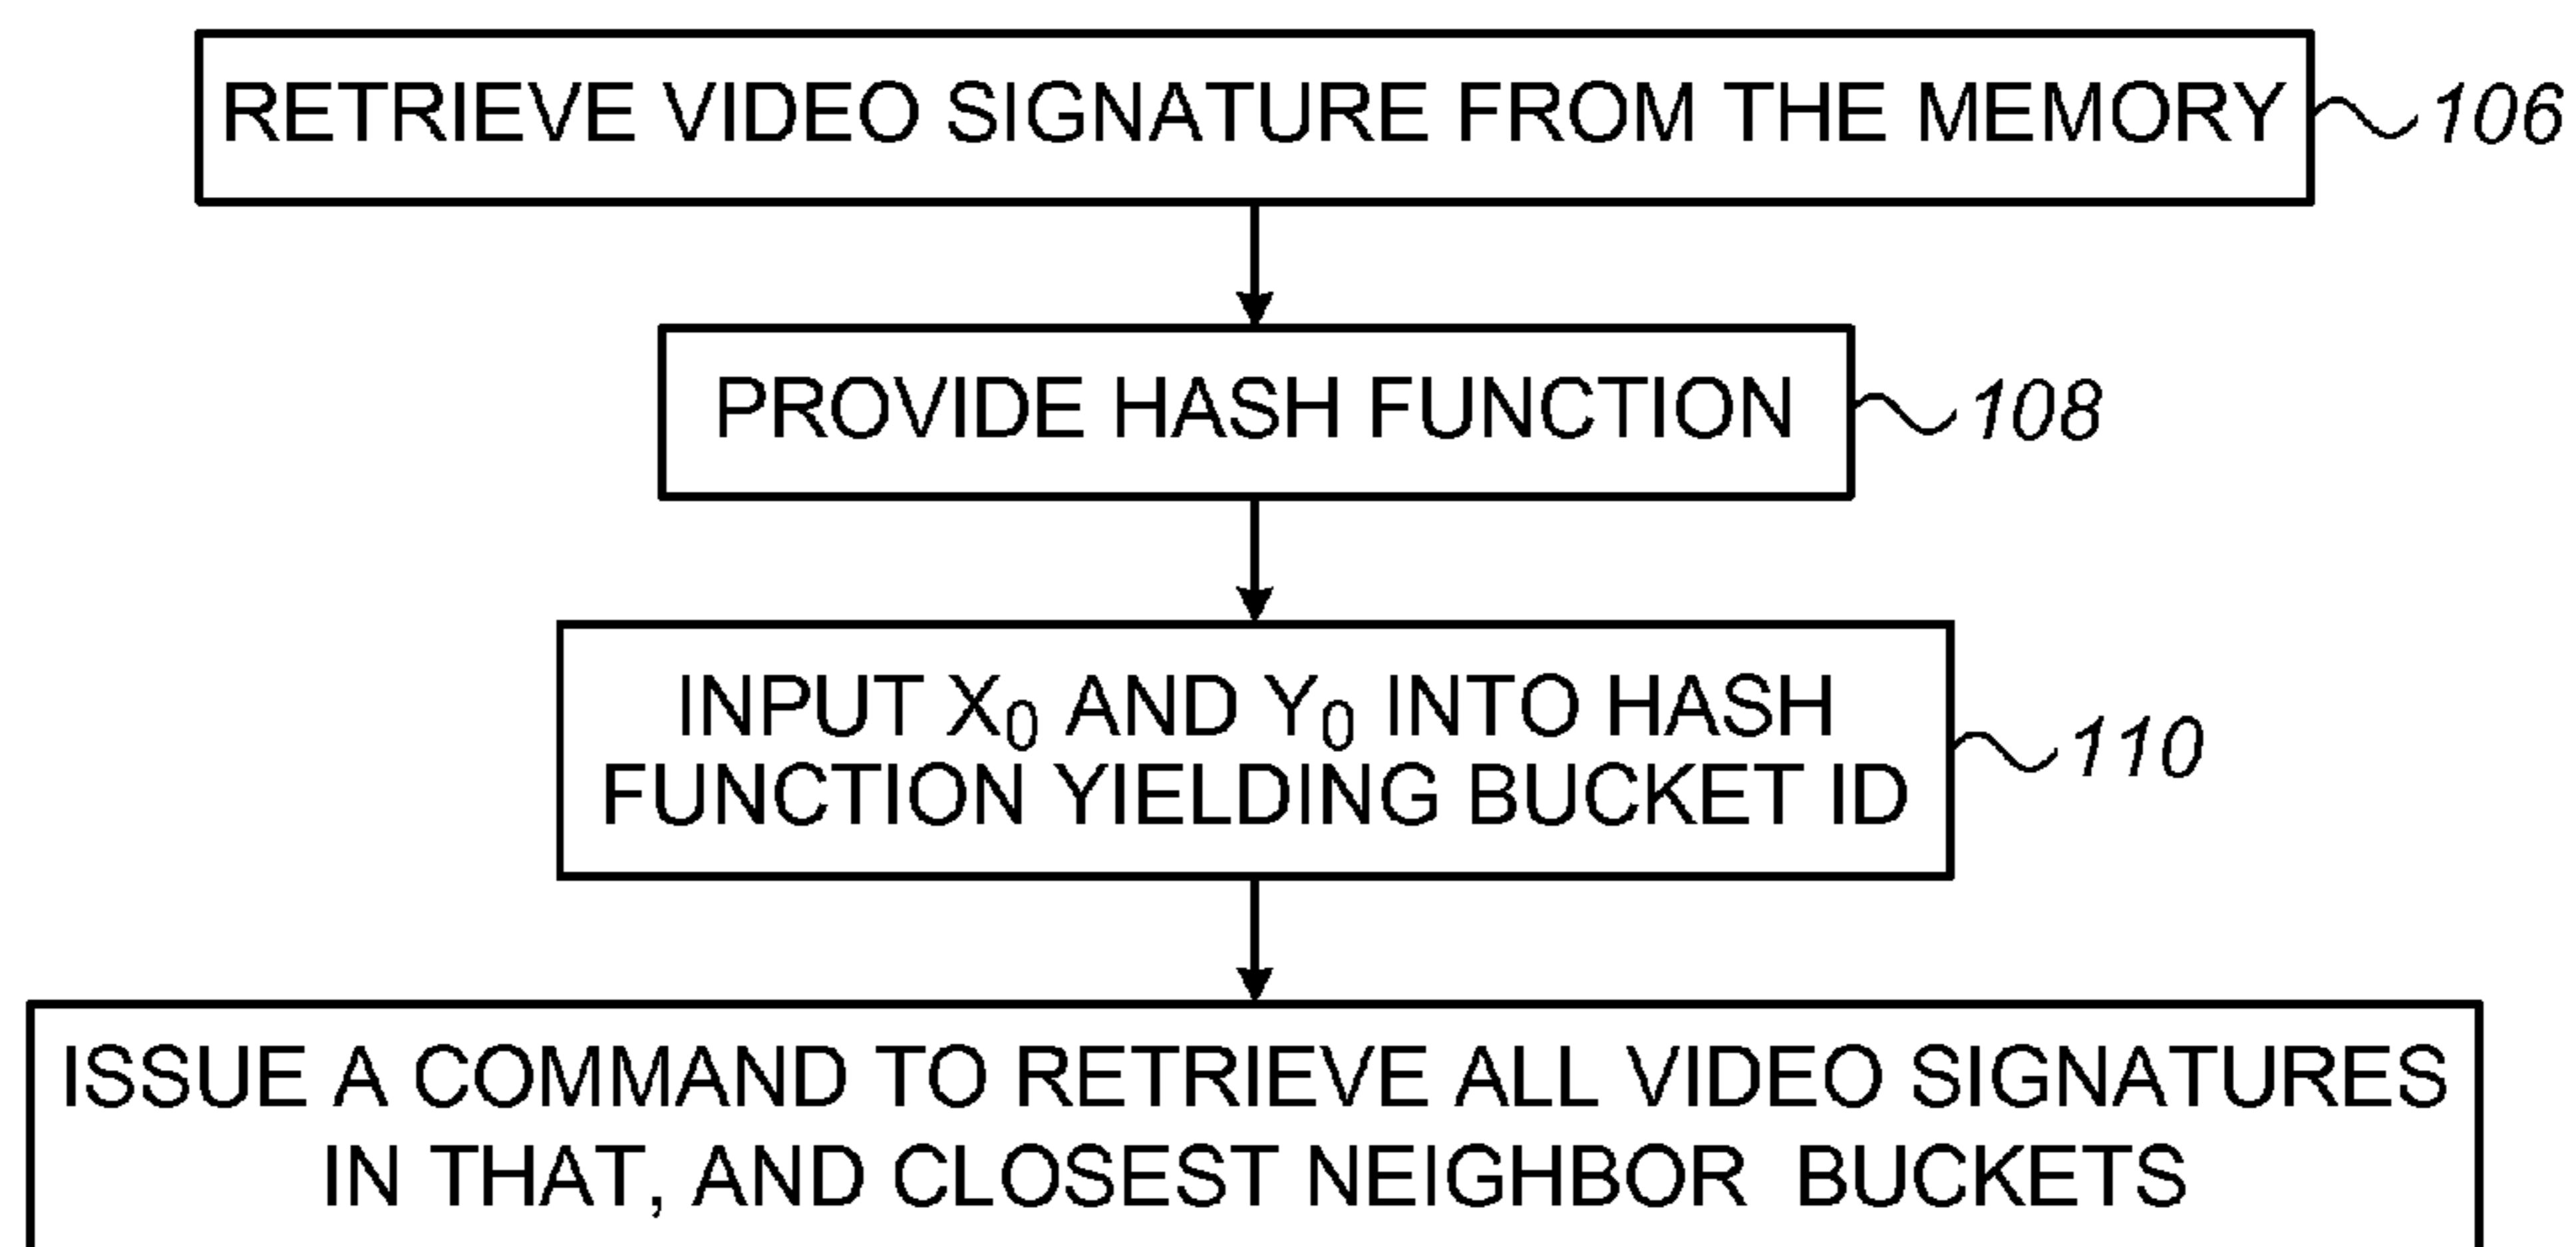 RETRIEVE VIDEO SIGNATURE FROM THE MEMORY 106
PROVIDE HASH FUNCTION 108
INPUT X₀ AND Y₀ INTO HASH
FUNCTION YIELDING BUCKET ID
110
ISSUE A COMMAND TO RETRIEVE ALL VIDEO SIGNATURES
IN THAT, AND CLOSEST NEIGHBOR BUCKETS